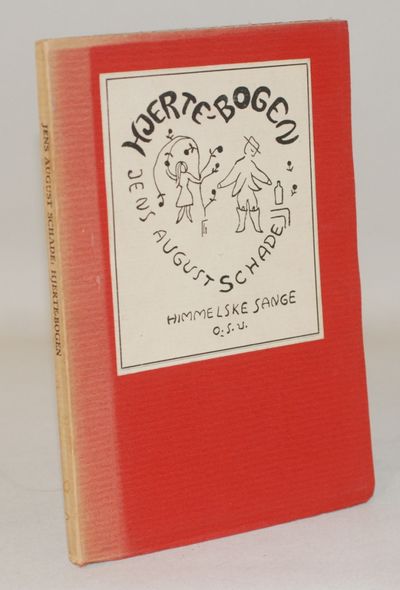 JENS AUGUST SCHADE: HJERTE-BOGEN
HJERTE-BOGEN
JENS AUGUST SCHADE
HIMMELSKE SANGE
O.S.V.